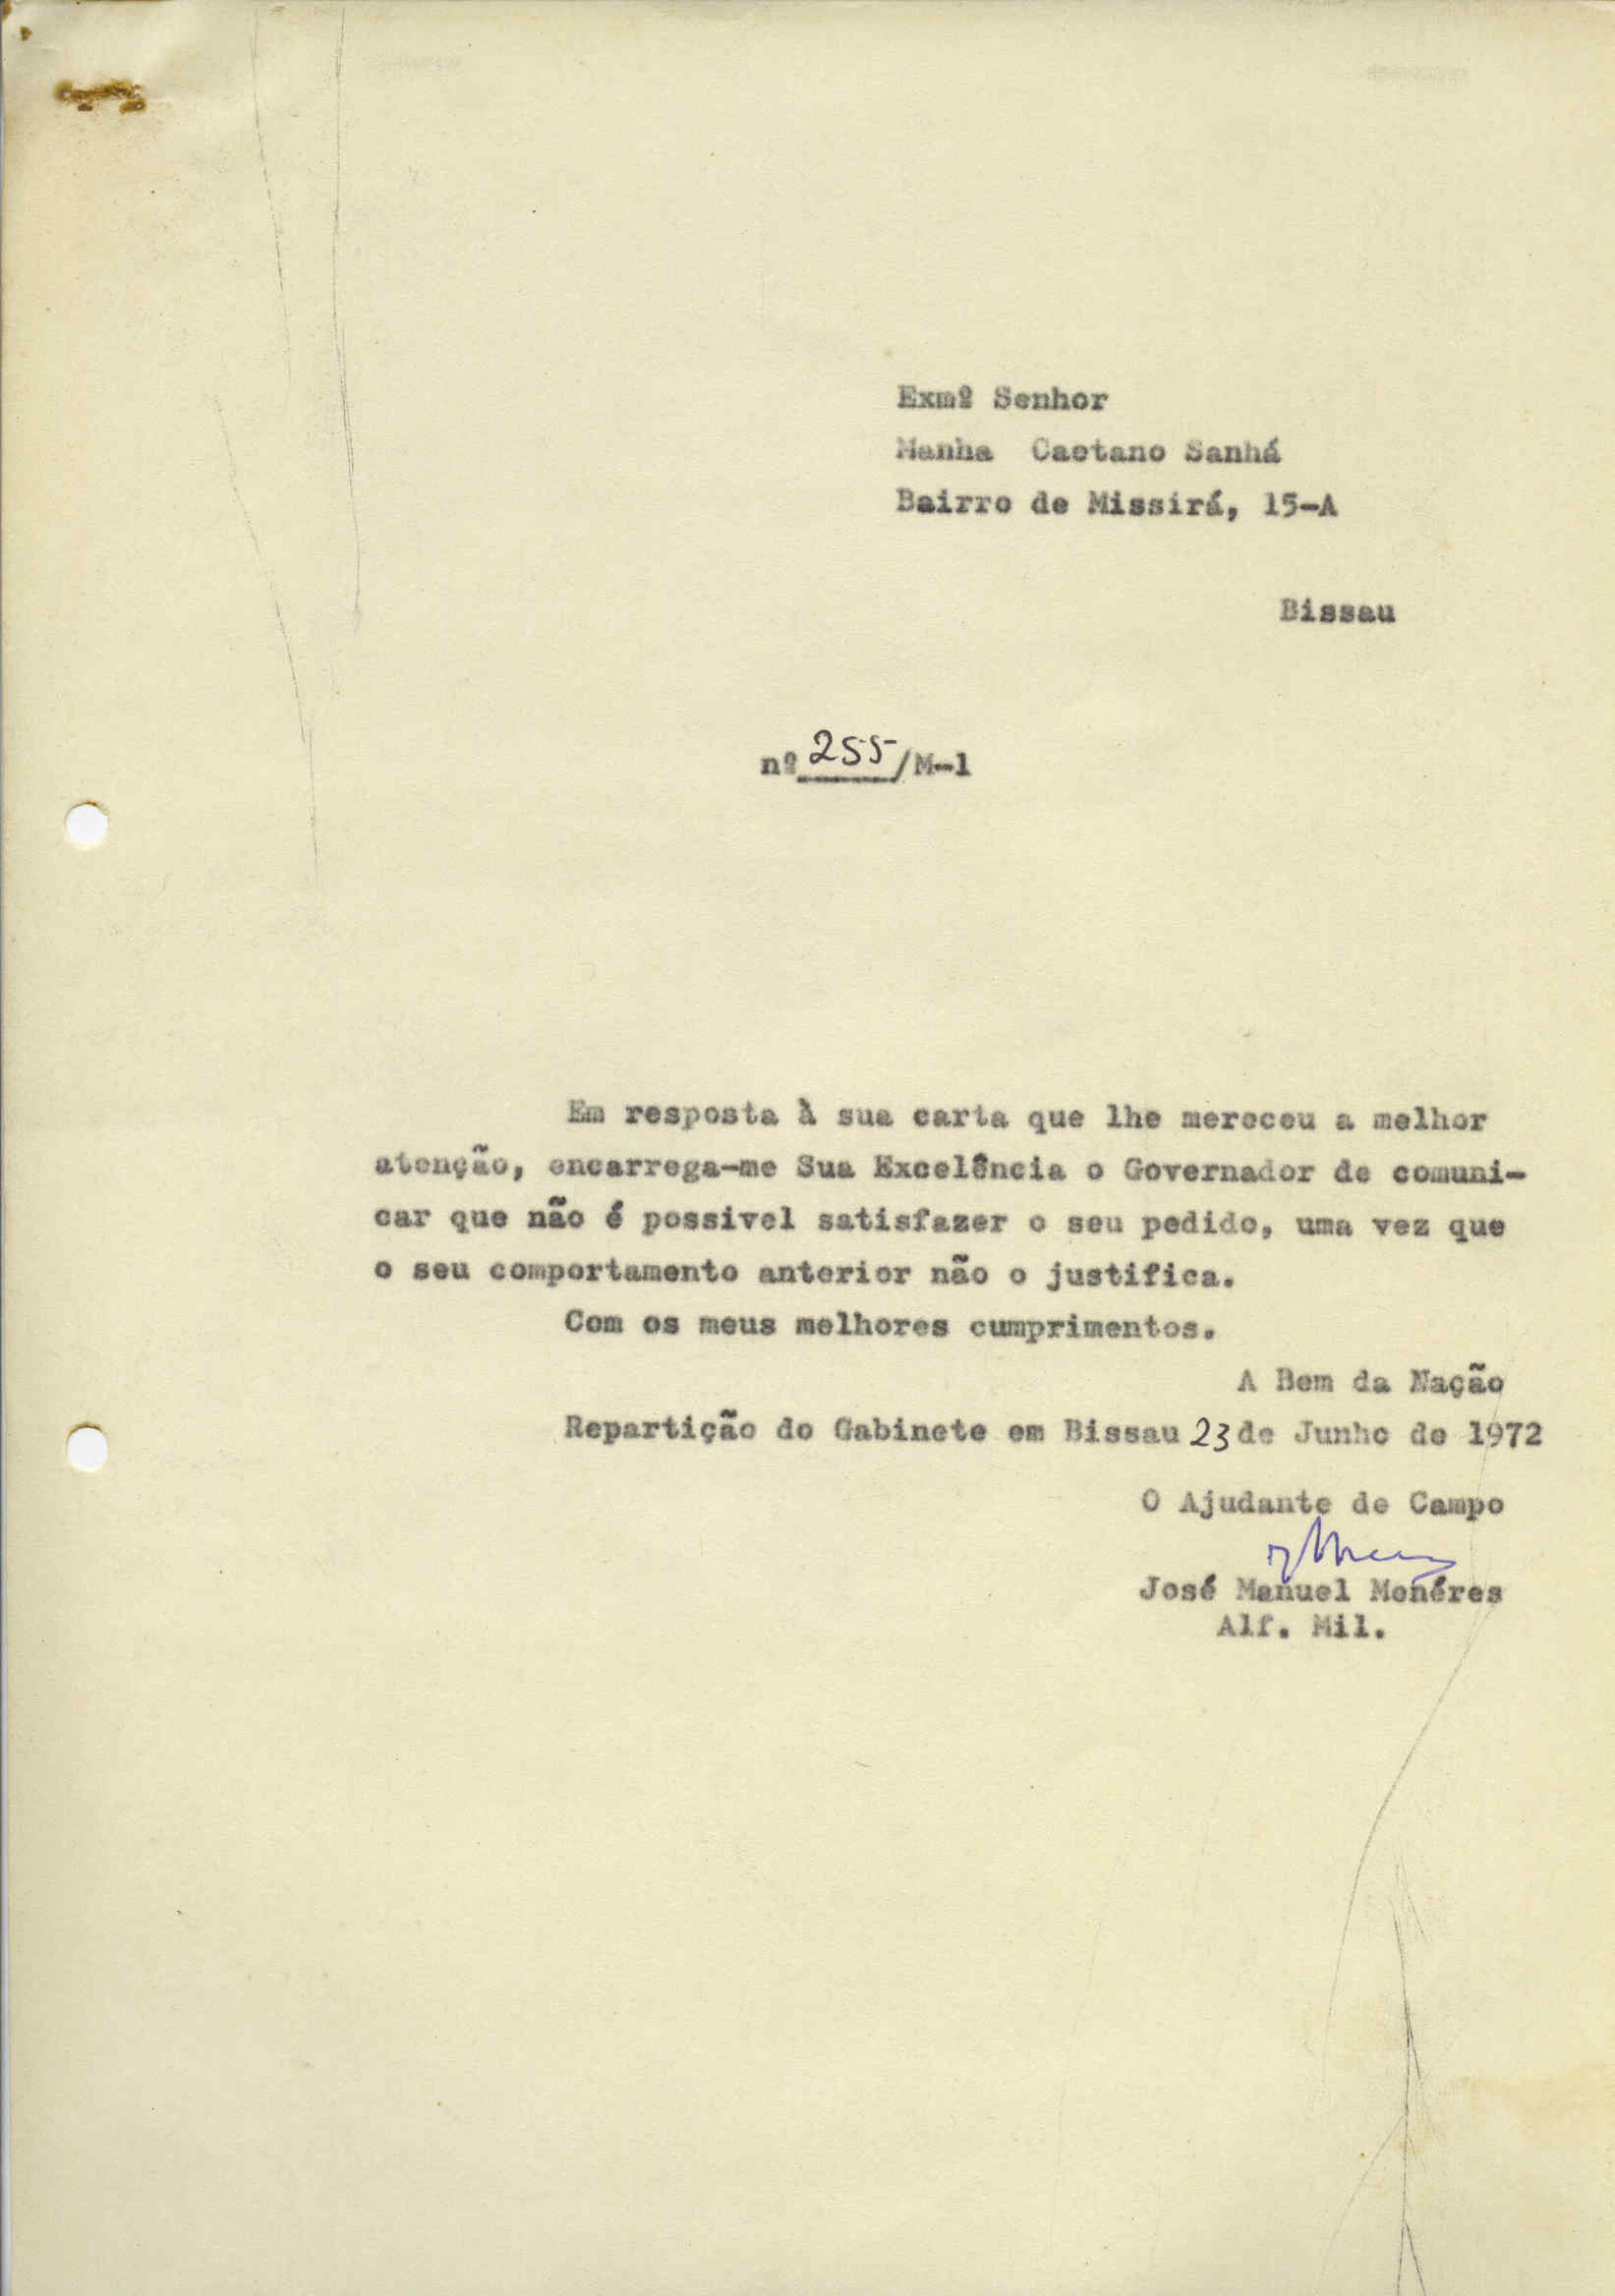 Exmº Senhor
Manha Caetano Sanhá
Bairro de Missirá, 15-A
Bissau
nº 255/M-1
Em resposta à sua carta que lhe mereceu a melhor
atenção, encarrega-me Sua Excelência o Governador de comuni-
car que não é possivel satisfazer o seu pedido, uma vez que
o seu comportamento anterior não o justifica.
Com os meus melhores cumprimentos.
A Bem da Nação
Repartição do Gabinete em Bissau 23 de Junho de 1972
O Ajudante de Campo
José Manuel Menéres
Alf. Mil.